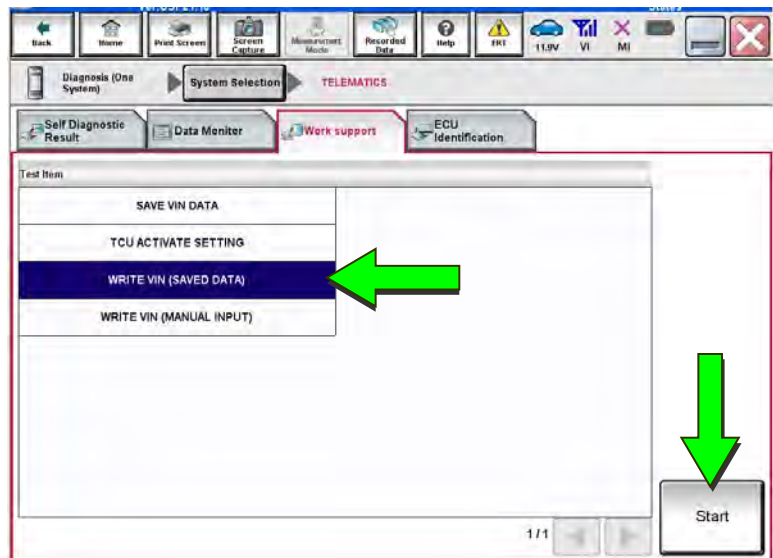 Back
Home
Print Screen
Screen
Capture
Measurement
Mode
Recorded
Data
Help
ERT
11.9V
VI
MI
Diagnosis (One
System)
System Selection
TELEMATICS
Self Diagnostic
Result
Data Moniter
Work support
ECU
Identification
Test Item
SAVE VIN DATA
TCU ACTIVATE SETTING
WRITE VIN (SAVED DATA)
WRITE VIN (MANUAL INPUT)
1/1
Start